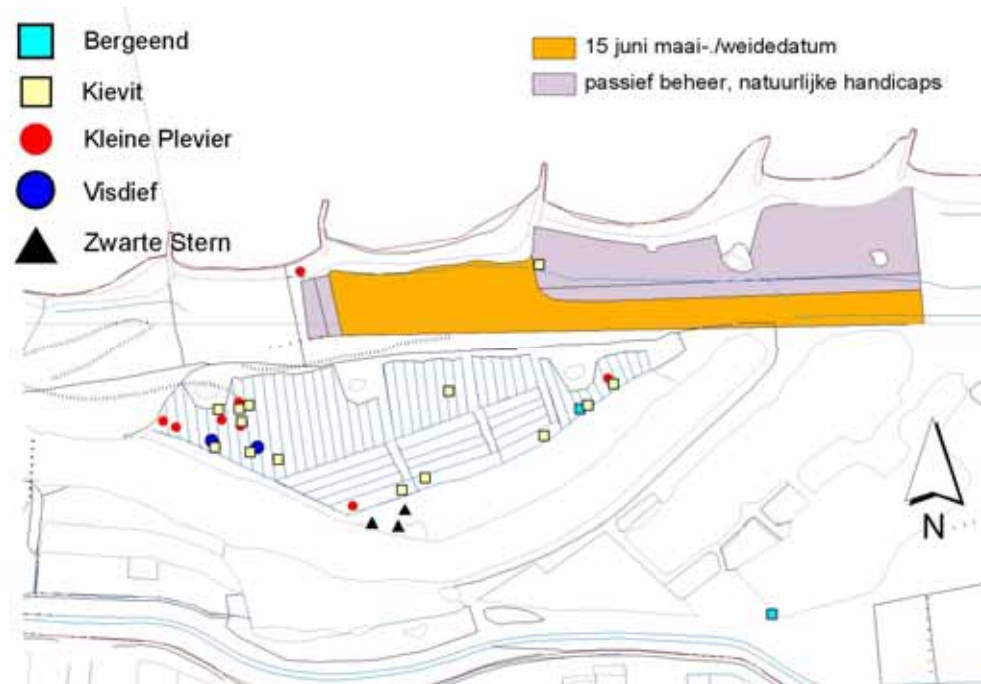 Bergeend
Kievit
Kleine Plevier
Visdief
Zwarte Stern
15 juni maai-./weidedatum
passief beheer, natuurlijke handicaps
N